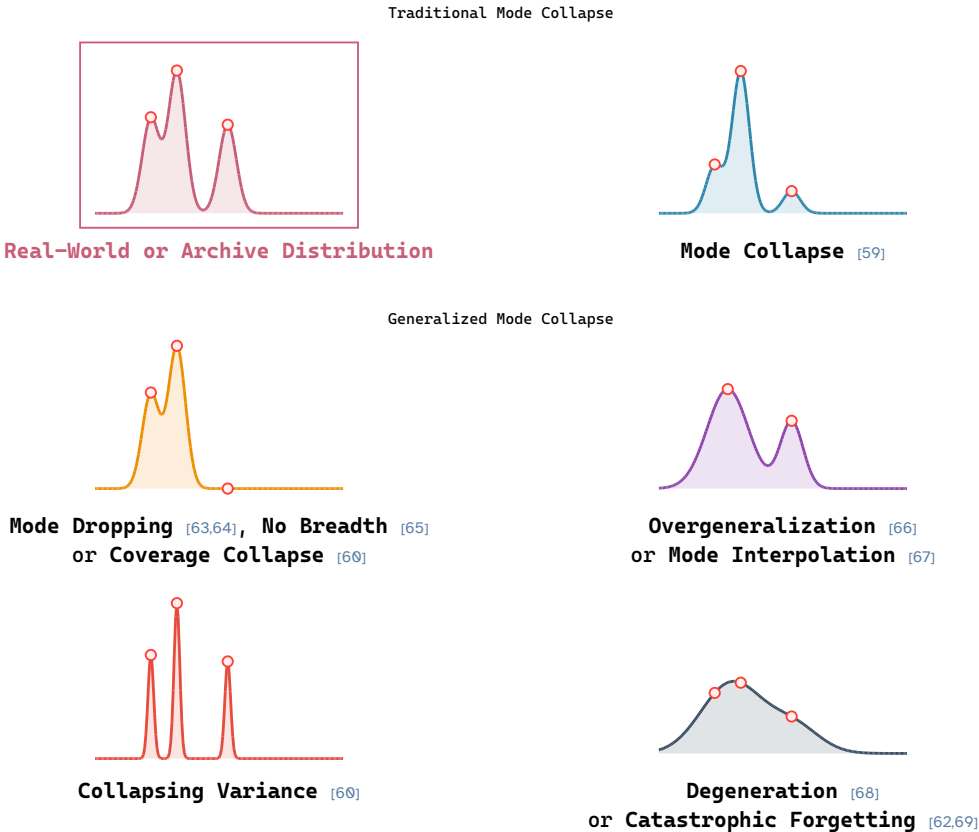 Traditional Mode Collapse
Real-World or Archive Distribution
Mode Collapse [59]
Generalized Mode Collapse
Mode Dropping [63,64], No Breadth [65]
or Coverage Collapse [60]
Overgeneralization [66]
or Mode Interpolation [67]
Collapsing Variance [60]
Degeneration [68]
or Catastrophic Forgetting [62,69]